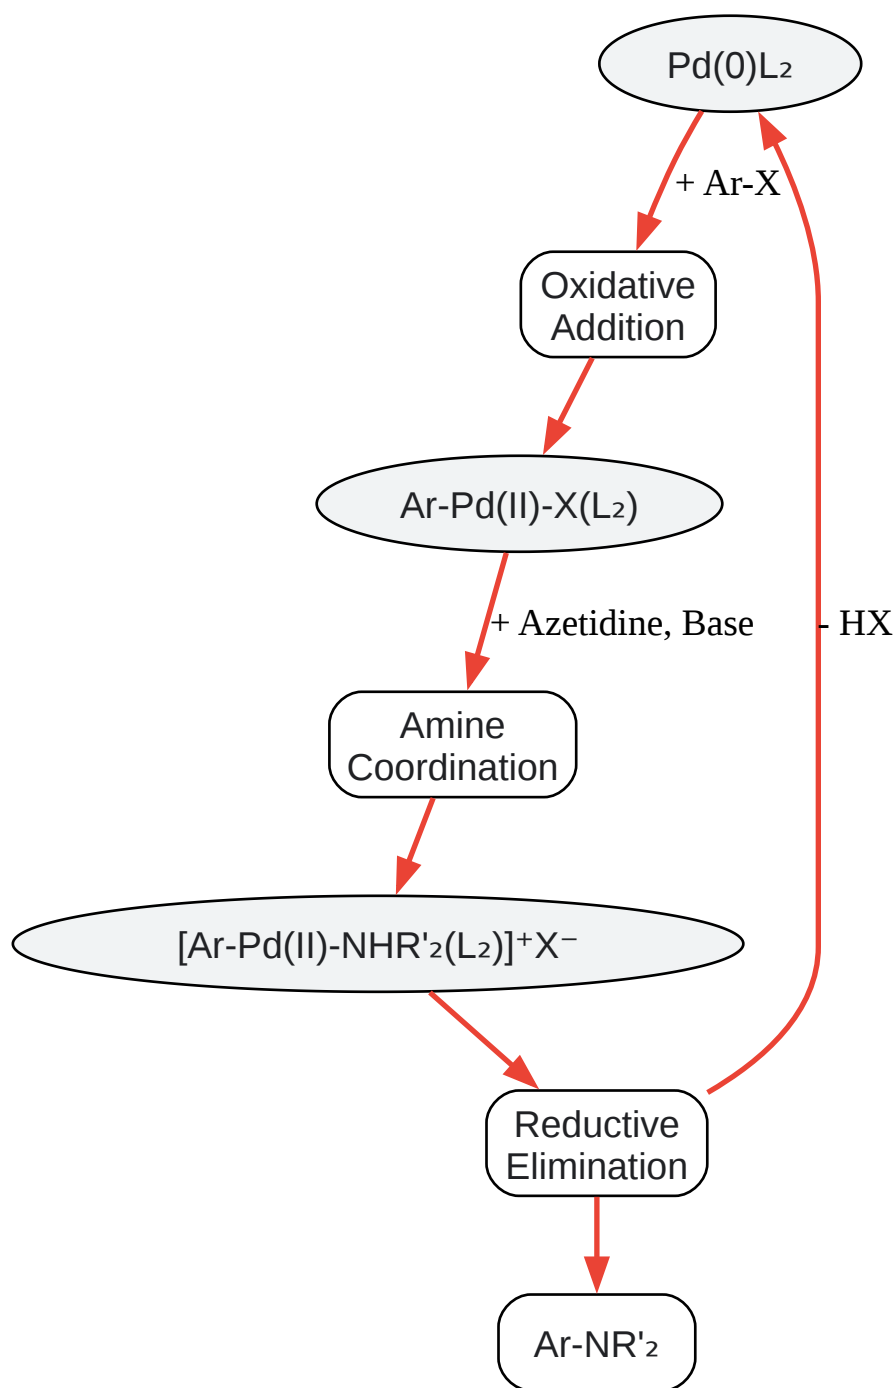 Pd(0)L₂
+ Ar-X
Oxidative
Addition
Ar-Pd(II)-X(L₂)
+ Azetidine, Base
- HX
Amine
Coordination
[Ar-Pd(II)-NHR'₂(L₂)]⁺X⁻
Reductive
Elimination
Ar-NR'₂